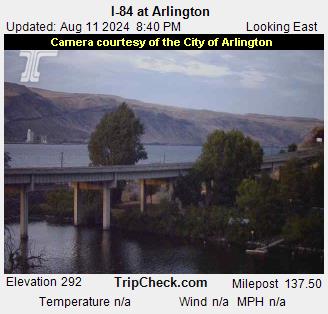 I-84 at Arlington
Updated: Aug 11 2024 8:40 PM Looking East
Camera courtesy of the City of Arlington
Elevation 292 TripCheck.com Milepost 137.50
Temperature n/a Wind n/a MPH n/a